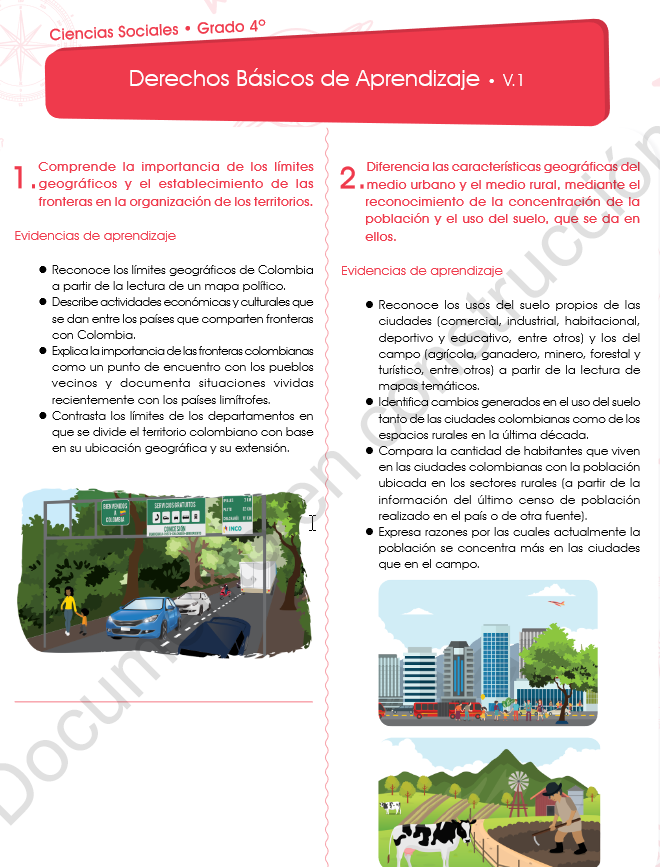 Ciencias Sociales • Grado 4°
Derechos Básicos de Aprendizaje • V.1
1. Comprende la importancia de los límites
geográficos y el establecimiento de las
fronteras en la organización de los territorios.
Evidencias de aprendizaje
● Reconoce los límites geográficos de Colombia
a partir de la lectura de un mapa político.
● Describe actividades económicas y culturales que
se dan entre los países que comparten fronteras
con Colombia.
● Explica la importancia de las fronteras colombianas
como un punto de encuentro con los pueblos
vecinos y documenta situaciones vividas
recientemente con los países limítrofes.
● Contrasta los límites de los departamentos en
que se divide el territorio colombiano con base
en su ubicación geográfica y su extensión.
BIENVENIDOS
A
COLOMBIA
SERVICIOS GRATUITOS
CONCESIÓN
INCO
2. Diferencia las características geográficas del
medio urbano y el medio rural, mediante el
reconocimiento de la concentración de la
población y el uso del suelo, que se da en
ellos.
Evidencias de aprendizaje
● Reconoce los usos del suelo propios de las
ciudades (comercial, industrial, habitacional,
deportivo y educativo, entre otros) y los del
campo (agrícola, ganadero, minero, forestal y
turístico, entre otros) a partir de la lectura de
mapas temáticos.
● Identifica cambios generados en el uso del suelo
tanto de las ciudades colombianas como de los
espacios rurales en la última década.
● Compara la cantidad de habitantes que viven
en las ciudades colombianas con la población
ubicada en los sectores rurales (a partir de la
información del último censo de población
realizado en el país o de otra fuente).
● Expresa razones por las cuales actualmente la
población se concentra más en las ciudades
que en el campo.
Documento en construcción